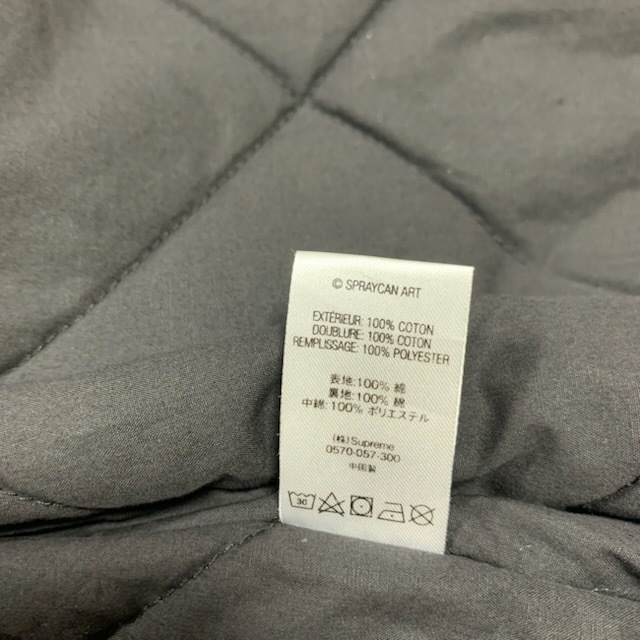 © SPRAYCAN ART
EXTÉRIEUR: 100% COTON
DOUBLURE: 100% COTON
REMPLISSAGE: 100% POLYESTER
表地:100% 綿
裏地:100% 綿
中綿:100% ポリエステル
(株) Supreme
0570-057-300
中国製
30